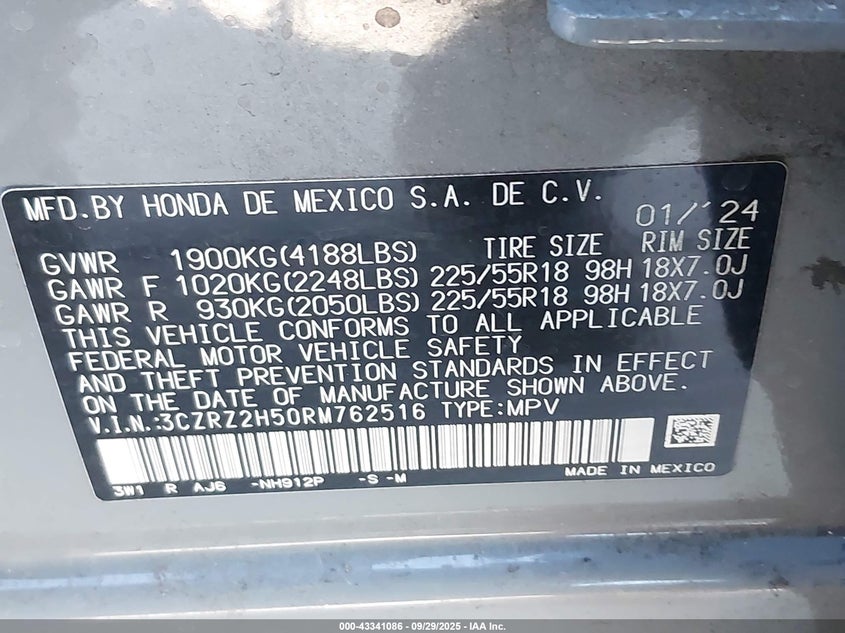 MFD.BY HONDA DE MEXICO S.A. DE C.V. 01/'24
GVWR 1900KG(4188LBS) TIRE SIZE RIM SIZE
GAWR F 1020KG(2248LBS) 225/55R18 98H 18X7.0J
GAWR R 930KG(2050LBS) 225/55R18 98H 18X7.0J
THIS VEHICLE CONFORMS TO ALL APPLICABLE
FEDERAL MOTOR VEHICLE SAFETY
AND THEFT PREVENTION STANDARDS IN EFFECT
ON THE DATE OF MANUFACTURE SHOWN ABOVE.
V.I.N.:3CZRZ2H50RM762516 TYPE:MPV
3W1 R AJ6 -NH912P -S -M MADE IN MEXICO
000-43341086 - 09/29/2025 - IAA Inc.